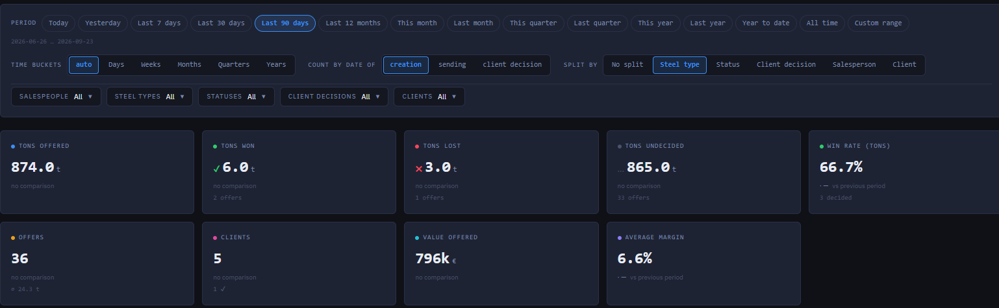 PERIOD Today Yesterday Last 7 days Last 30 days Last 90 days Last 12 months This month Last month This quarter Last quarter This year Last year Year to date All time Custom range
2026-06-26 … 2026-09-23
TIME BUCKETS auto Days Weeks Months Quarters Years COUNT BY DATE OF creation sending client decision SPLIT BY No split Steel type Status Client decision Salesperson Client
SALESPEOPLE All ▾ STEEL TYPES All ▾ STATUSES All ▾ CLIENT DECISIONS All ▾ CLIENTS All ▾
TONS OFFERED
874.0 t
no comparison
TONS WON
✓ 6.0 t
no comparison
2 offers
TONS LOST
✕ 3.0 t
no comparison
1 offers
TONS UNDECIDED
… 865.0 t
no comparison
33 offers
WIN RATE (TONS)
66.7%
· — vs previous period
3 decided
OFFERS
36
no comparison
⌀ 24.3 t
CLIENTS
5
no comparison
1 ✓
VALUE OFFERED
796k €
no comparison
AVERAGE MARGIN
6.6%
· — vs previous period